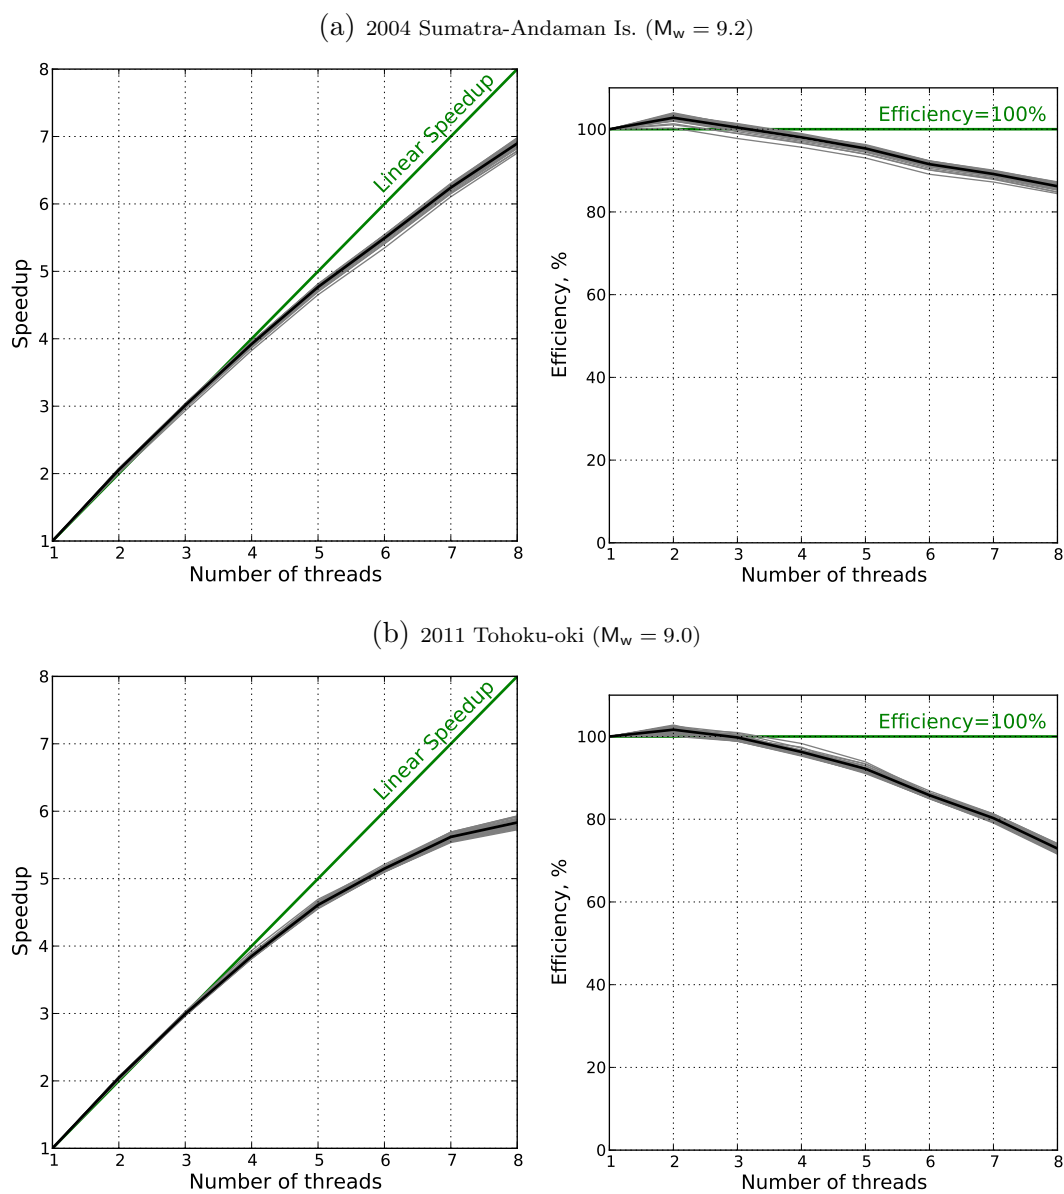 (a) 2004 Sumatra-Andaman Is. (Mw = 9.2)
8
7
6
5
4
3
2
1
Speedup
Linear Speedup
1 2 3 4 5 6 7 8
Number of threads
100
80
60
40
20
0
Efficiency, %
Efficiency=100%
1 2 3 4 5 6 7 8
Number of threads
(b) 2011 Tohoku-oki (Mw = 9.0)
8
7
6
5
4
3
2
1
Speedup
Linear Speedup
1 2 3 4 5 6 7 8
Number of threads
100
80
60
40
20
0
Efficiency, %
Efficiency=100%
1 2 3 4 5 6 7 8
Number of threads